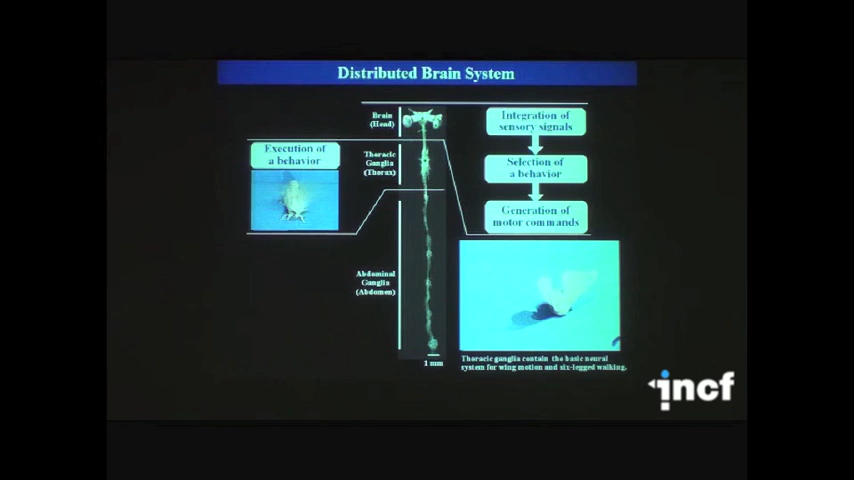 Distributed Brain System
Brain
(Head)
Integration of
sensory signals
Execution of
a behavior
Thoracic
Ganglia
(Thorax)
Selection of
a behavior
Generation of
motor commands
Abdominal
Ganglia
(Abdomen)
1 mm
Thoracic ganglia contain the basic neural
system for wing motion and six-legged walking.
incf